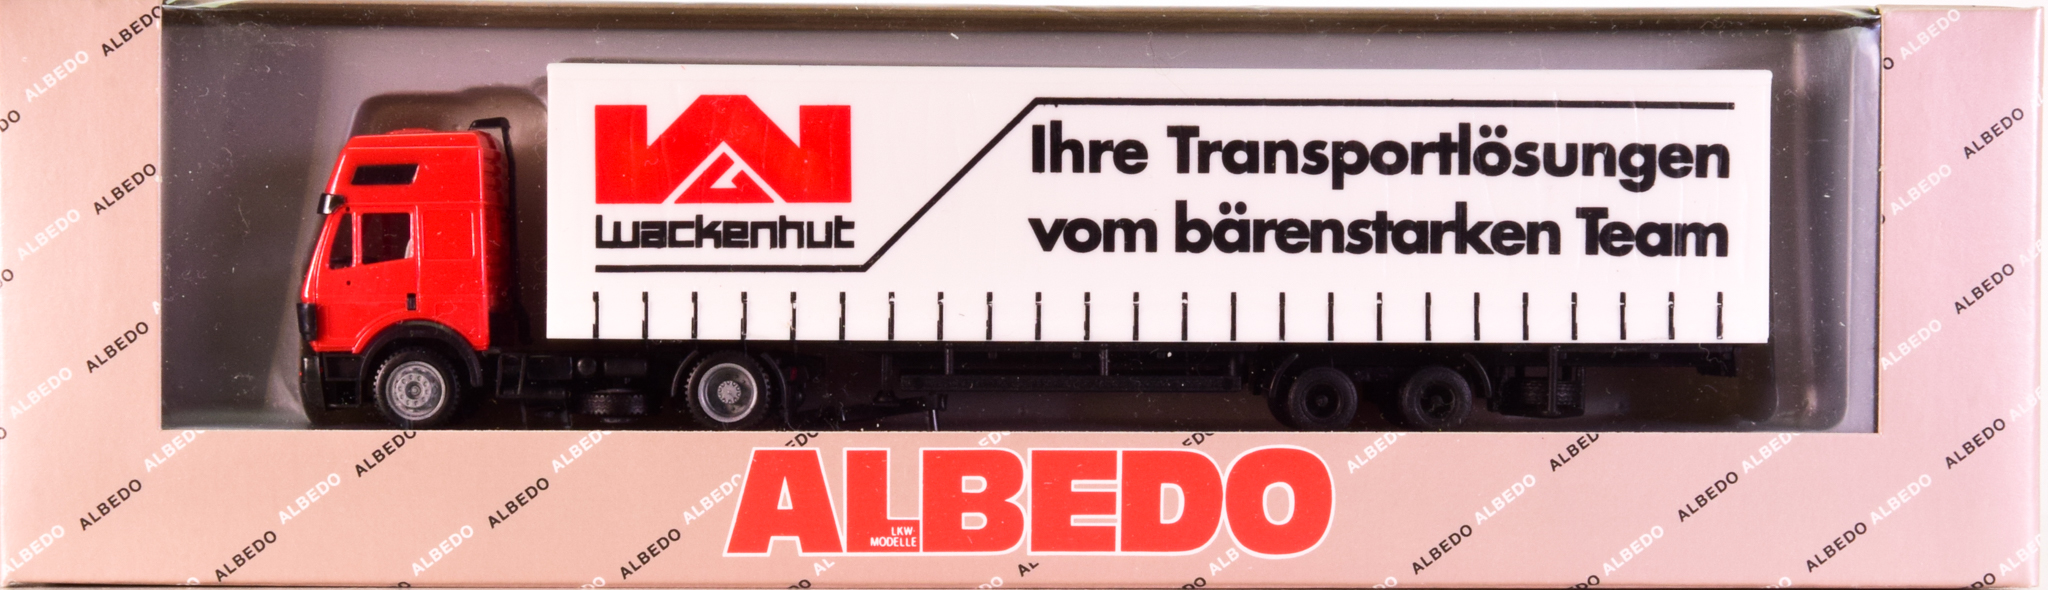 wackenhut
Ihre Transportlösungen
vom bärenstarken Team
ALBEDO
LKW-
MODELLE